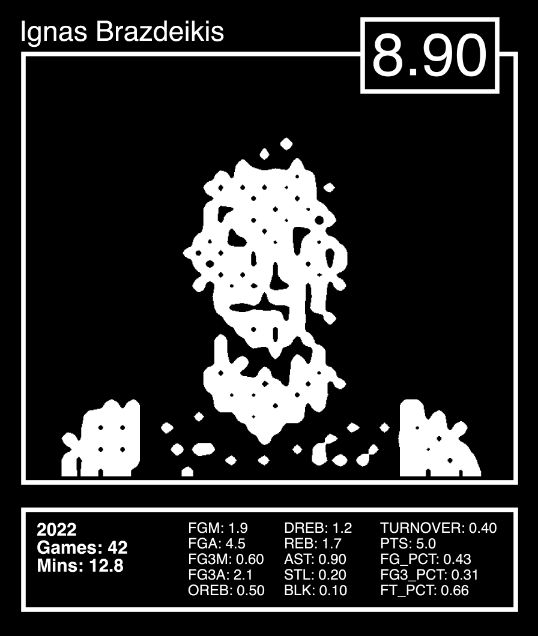 Ignas Brazdeikis
8.90
2022
Games: 42
Mins: 12.8
FGM: 1.9
FGA: 4.5
FG3M: 0.60
FG3A: 2.1
OREB: 0.50
DREB: 1.2
REB: 1.7
AST: 0.90
STL: 0.20
BLK: 0.10
TURNOVER: 0.40
PTS: 5.0
FG_PCT: 0.43
FG3_PCT: 0.31
FT_PCT: 0.66